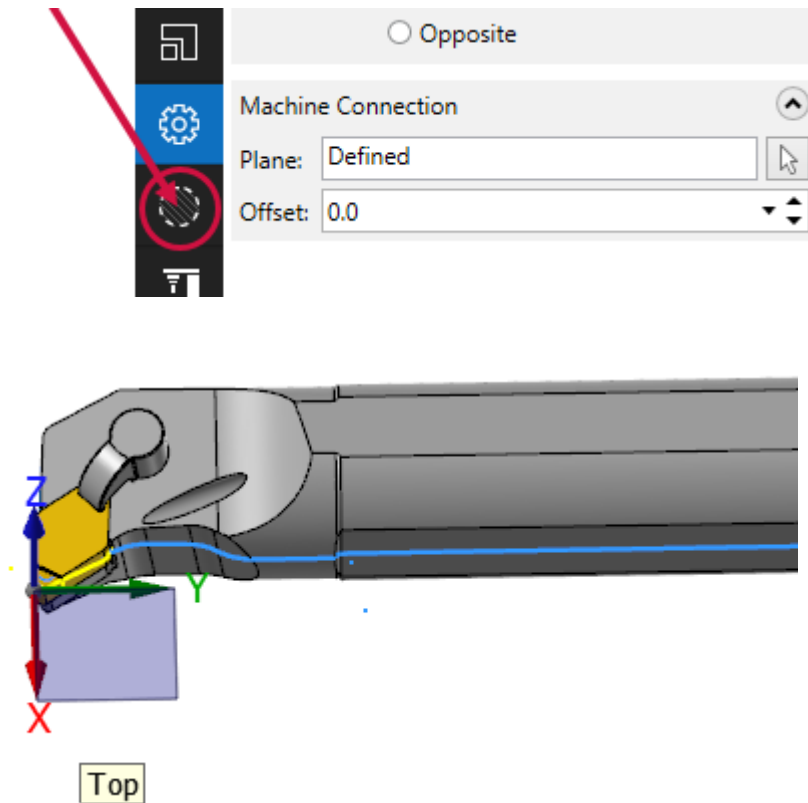 Opposite
Machine Connection
Plane: Defined
Offset: 0.0
Z
Y
X
Top